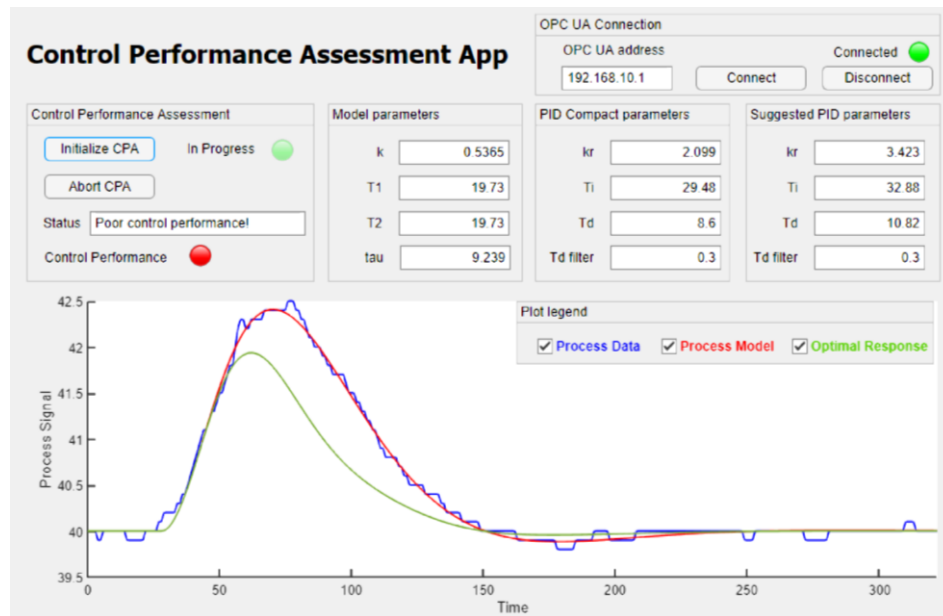 Control Performance Assessment App
OPC UA Connection
OPC UA address
Connected
192.168.10.1
Connect
Disconnect
Control Performance Assessment
Initialize CPA
In Progress
Abort CPA
Status
Poor control performance!
Control Performance
Model parameters
k
0.5365
T1
19.73
T2
19.73
tau
9.239
PID Compact parameters
kr
2.099
Ti
29.48
Td
8.6
Td filter
0.3
Suggested PID parameters
kr
3.423
Ti
32.88
Td
10.82
Td filter
0.3
Plot legend
Process Data
Process Model
Optimal Response
Process Signal
42.5
42
41.5
41
40.5
40
39.5
0
50
100
150
200
250
300
Time